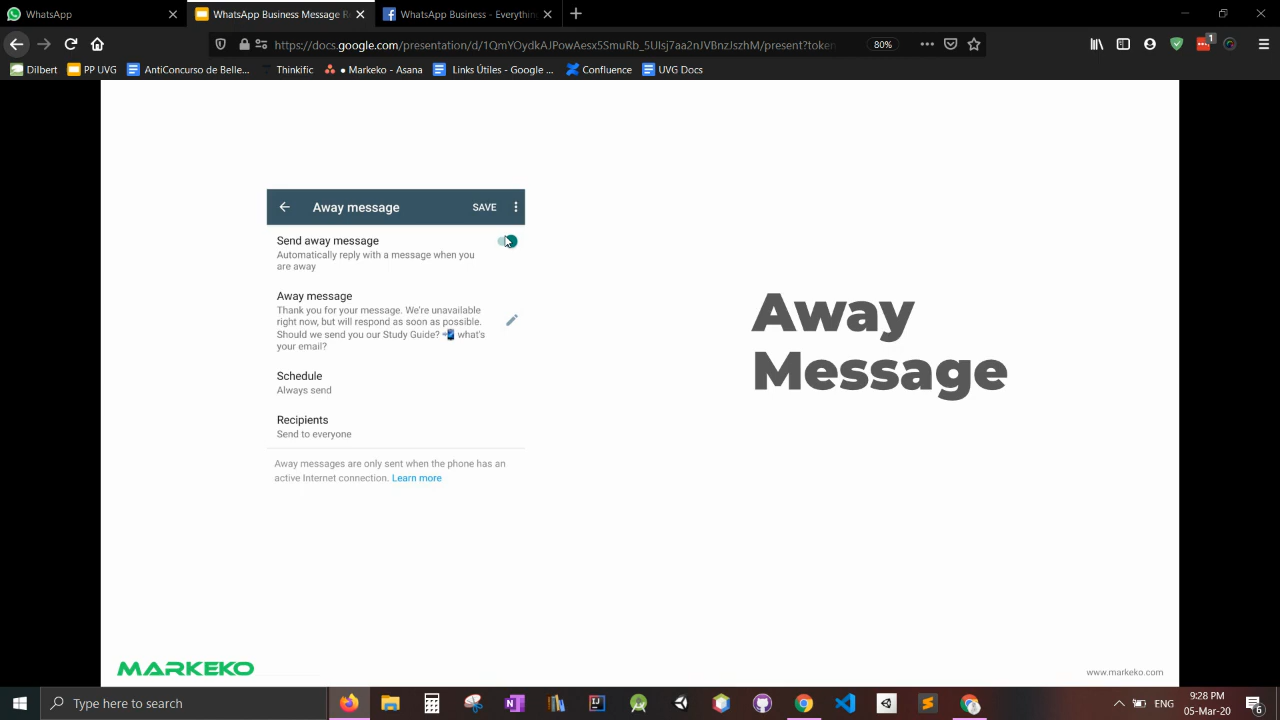 WhatsApp
WhatsApp Business Message R
WhatsApp Business - Everythin
https://docs.google.com/presentation/d/1QmYOydkAJPowAesx5SmuRb_5UIsj7aa2nJVBnzJszhM/present?token
80%
1
Dilbert
PP UVG
AntiConcurso de Belle...
Thinkific
• Markeko - Asana
Links Útiles - Google ...
Confluence
UVG Docs
Away message
SAVE
Send away message
Automatically reply with a message when you
are away
Away message
Thank you for your message. We're unavailable
right now, but will respond as soon as possible.
Should we send you our Study Guide? 📲 what's
your email?
Schedule
Always send
Recipients
Send to everyone
Away messages are only sent when the phone has an
active Internet connection. Learn more
Away
Message
MARKEKO
www.markeko.com
Type here to search
ENG
9:28 PM
05-Mar-20
6